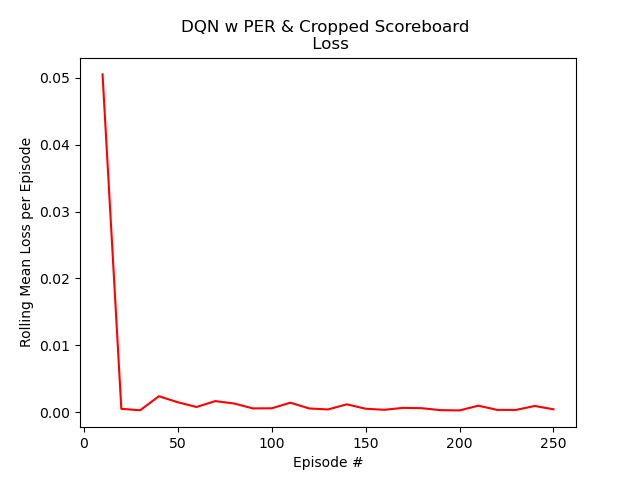 DQN w PER & Cropped Scoreboard
Loss
Rolling Mean Loss per Episode
0.05
0.04
0.03
0.02
0.01
0.00
0 50 100 150 200 250
Episode #